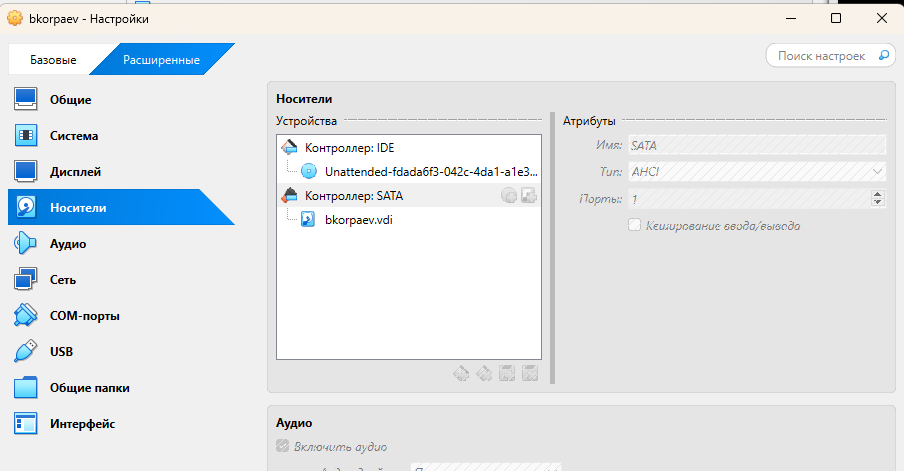 bkorpaev - Настройки
Базовые
Расширенные
Поиск настроек
Общие
Система
Дисплей
Носители
Аудио
Сеть
COM-порты
USB
Общие папки
Интерфейс
Носители
Устройства
Контроллер: IDE
Unattended-fdada6f3-042c-4da1-a1e3...
Контроллер: SATA
bkorpaev.vdi
Атрибуты
Имя: SATA
Тип: AHCI
Порты: 1
Кеширование ввода/вывода
Аудио
Включить аудио